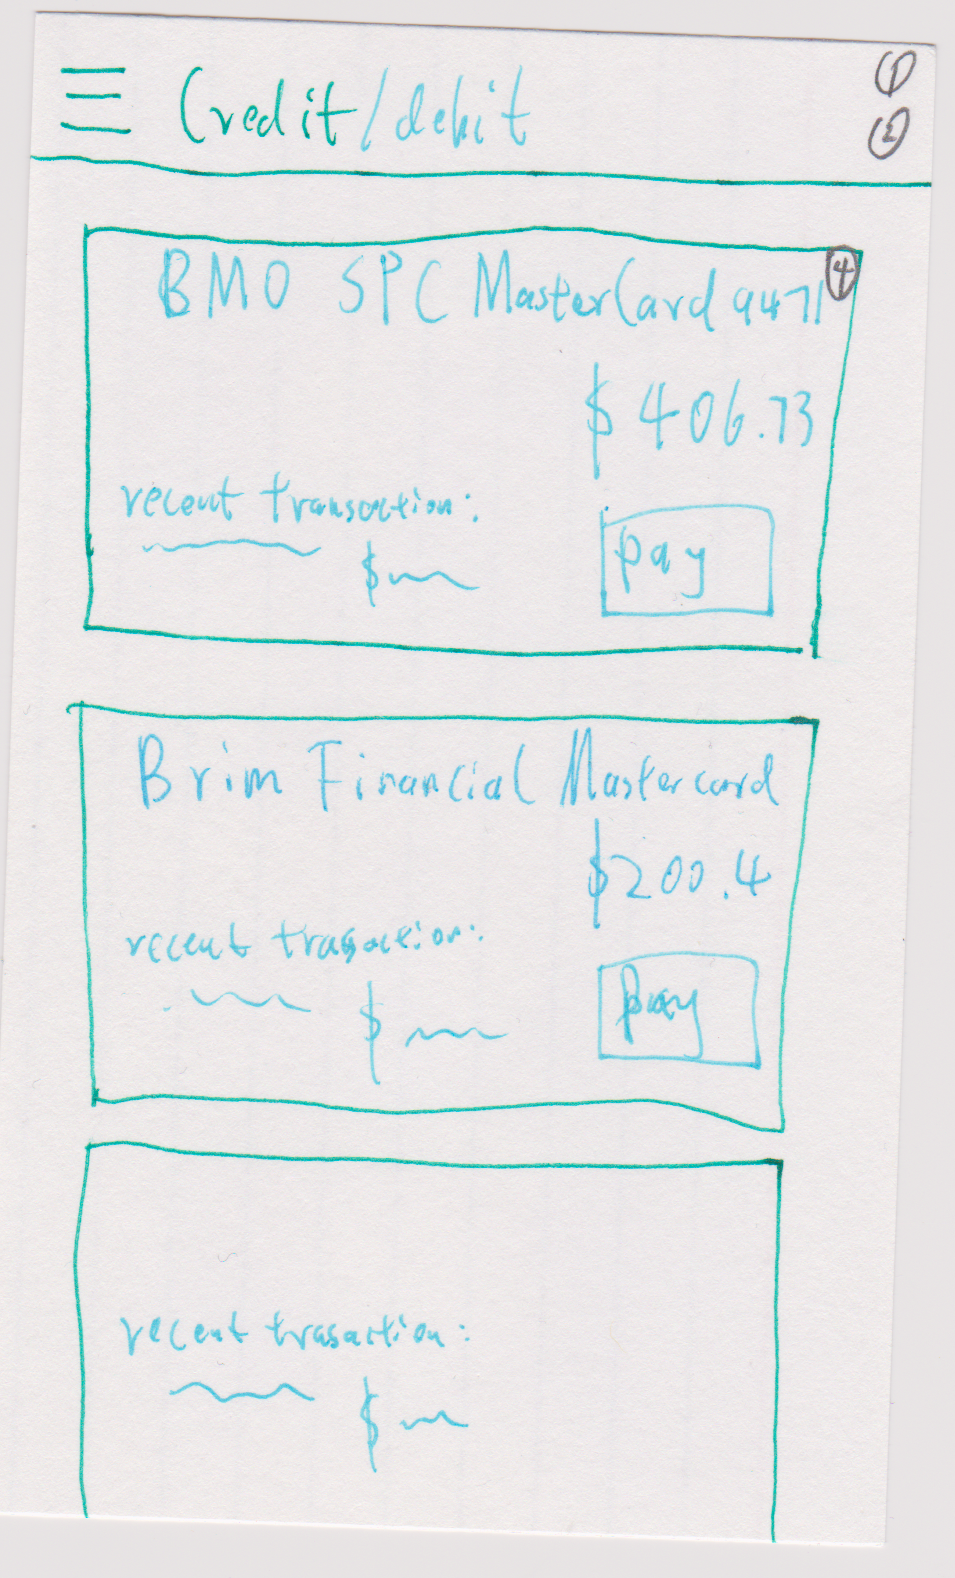 Credit/debit
1
2
BMO SPC MasterCard 9471
4
$406.73
recent transaction:
$
pay
Brim Financial Mastercard
$200.4
recent trasaction:
$
pay
recent trasaction:
$